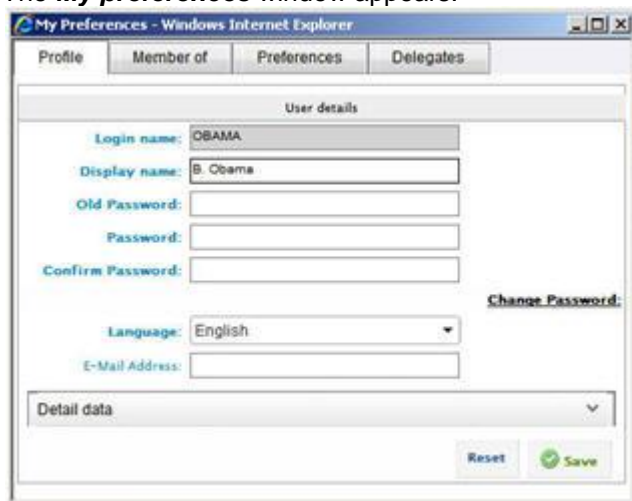 The My preferences window appears.
My Preferences - Windows Internet Explorer
Profile Member of Preferences Delegates
User details
Login name: OBAMA
Display name: B. Obama
Old Password:
Password:
Confirm Password:
Change Password:
Language: English
E-Mail Address:
Detail data
Reset Save